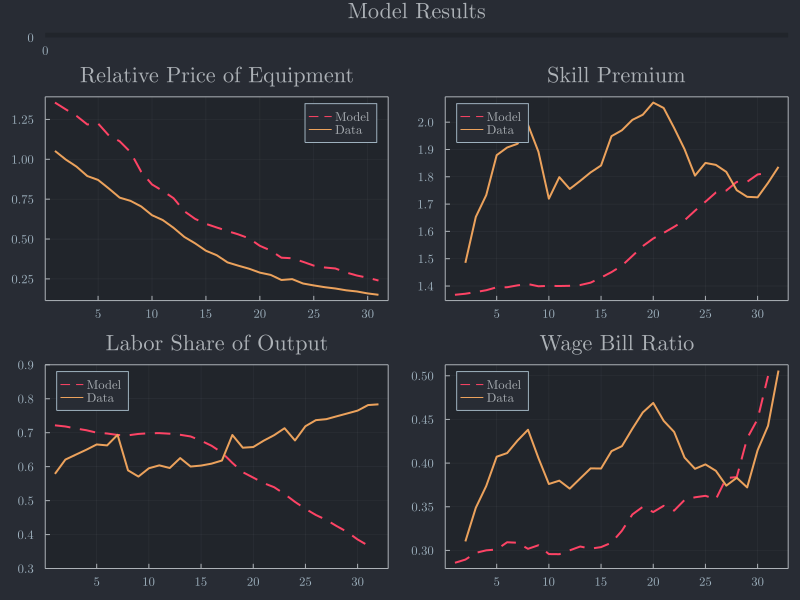 Model Results
0
0
Relative Price of Equipment
Model
Data
1.25
1.00
0.75
0.50
0.25
5 10 15 20 25 30
Skill Premium
Model
Data
2.0
1.9
1.8
1.7
1.6
1.5
1.4
5 10 15 20 25 30
Labor Share of Output
Model
Data
0.9
0.8
0.7
0.6
0.5
0.4
0.3
5 10 15 20 25 30
Wage Bill Ratio
Model
Data
0.50
0.45
0.40
0.35
0.30
5 10 15 20 25 30